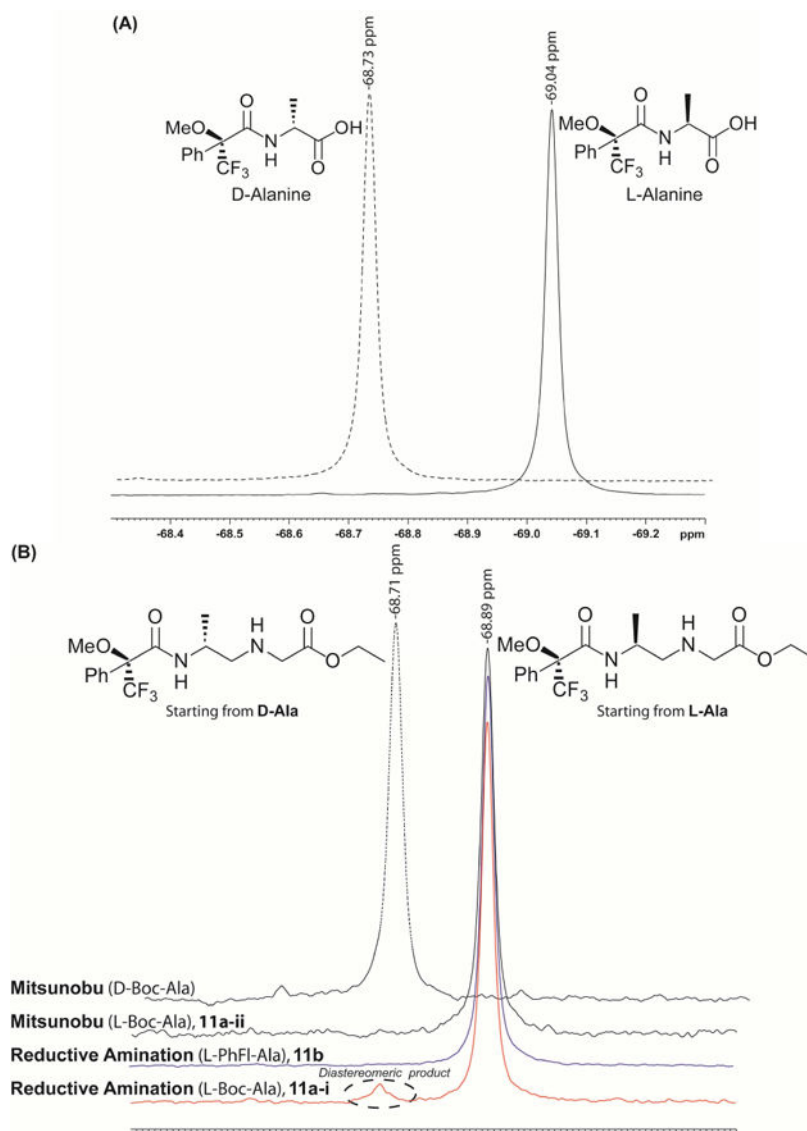 (A)
-68.73 ppm
-69.04 ppm
O
OH
MeO
N
H
Ph
O
CF3
D-Alanine
O
OH
MeO
N
H
Ph
O
CF3
L-Alanine
-68.4 -68.5 -68.6 -68.7 -68.8 -68.9 -69.0 -69.1 -69.2 ppm
(B)
-68.71 ppm
-68.89 ppm
O
H
N
O
MeO
N
H
O
Ph
CF3
Starting from D-Ala
O
H
N
O
MeO
N
H
O
Ph
CF3
Starting from L-Ala
Mitsunobu (D-Boc-Ala)
Mitsunobu (L-Boc-Ala), 11a-ii
Reductive Amination (L-PhFl-Ala), 11b
Diastereomeric product
Reductive Amination (L-Boc-Ala), 11a-i